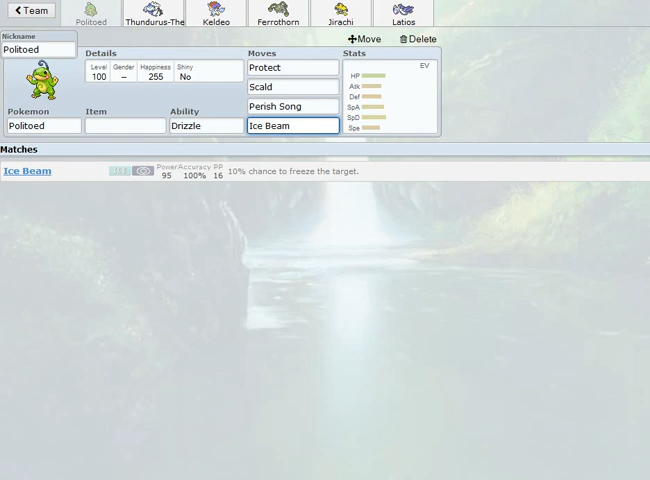 Team
Politoed
Thundurus-The
Keldeo
Ferrothorn
Jirachi
Latios
Nickname
Politoed
Move
Delete
Details
Moves
Stats
Level Gender Happiness Shiny
100 – 255 No
Protect
Scald
Perish Song
Ice Beam
EV
HP
Atk
Def
SpA
SpD
Spe
Pokemon Item Ability
Politoed
Drizzle
Matches
Power Accuracy PP
Ice Beam ICE 95 100% 16 10% chance to freeze the target.